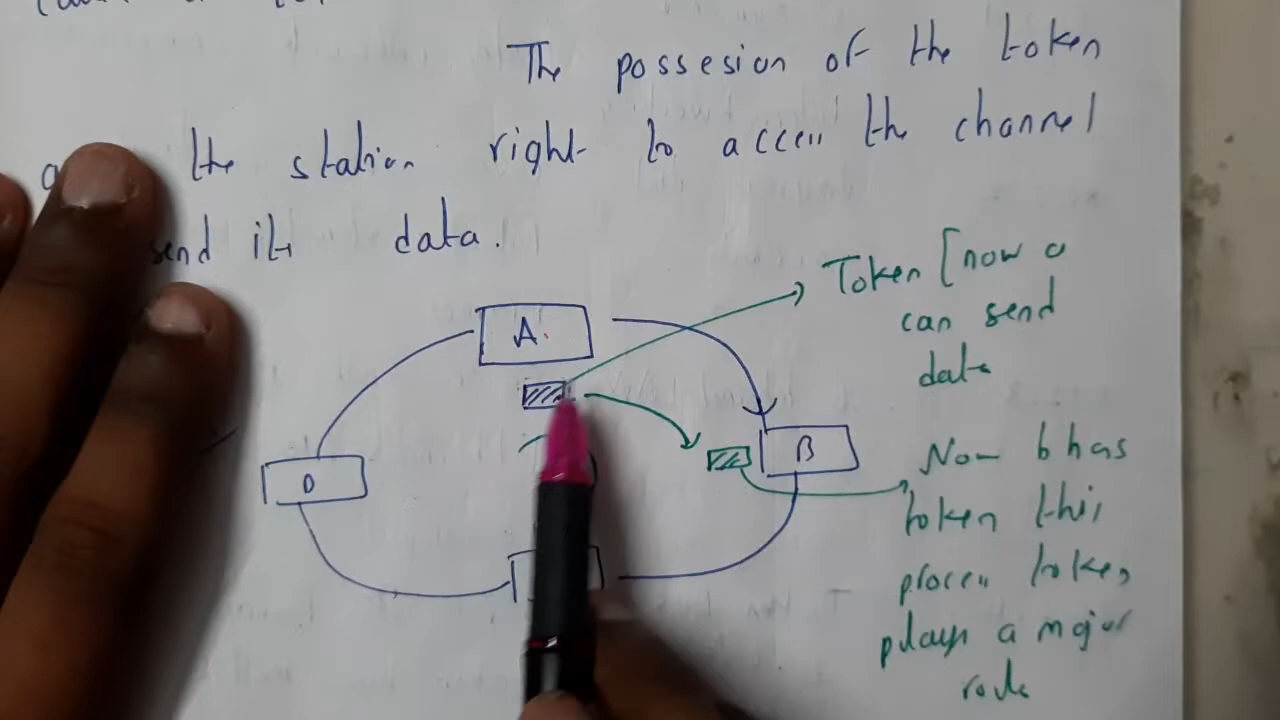 The possesion of the token
the station right to access the channel
send its data.
Token [now a
can send
data
A.
B
D
Now b has
token this
process token
plays a major
role